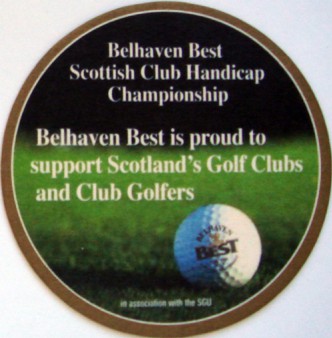 Belhaven Best
Scottish Club Handicap
Championship
Belhaven Best is proud to
support Scotland's Golf Clubs
and Club Golfers
BELHAVEN
BEST
in association with the SGU